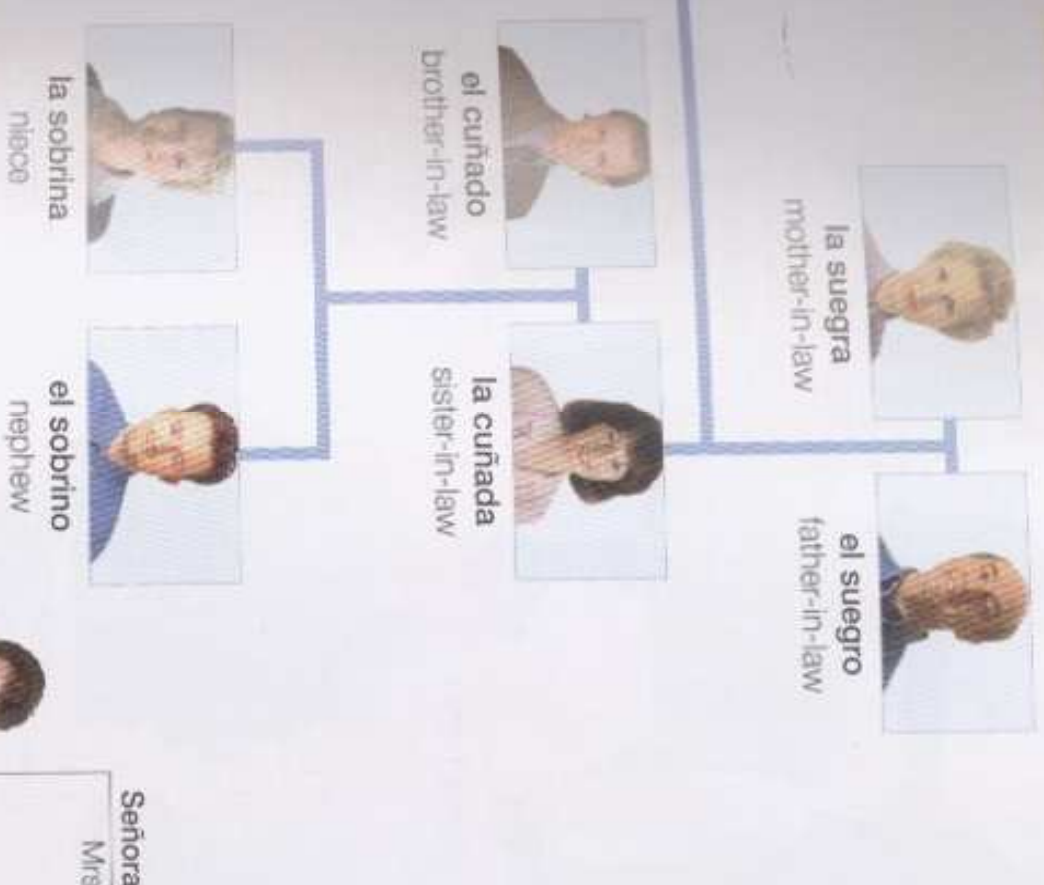 la suegra
mother-in-law
el suegro
father-in-law
el cuñado
brother-in-law
la cuñada
sister-in-law
la sobrina
niece
el sobrino
nephew
Señora
Mrs